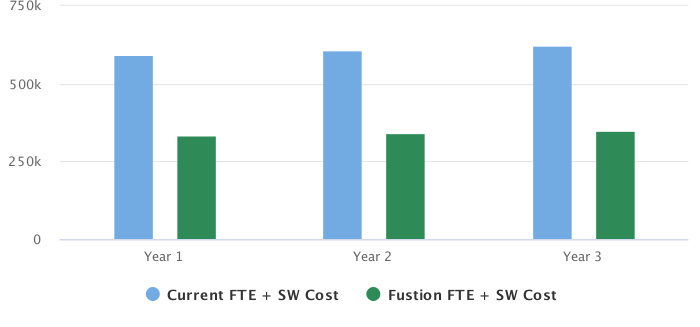 750k
500k
250k
0
Year 1 Year 2 Year 3
Current FTE + SW Cost Fustion FTE + SW Cost